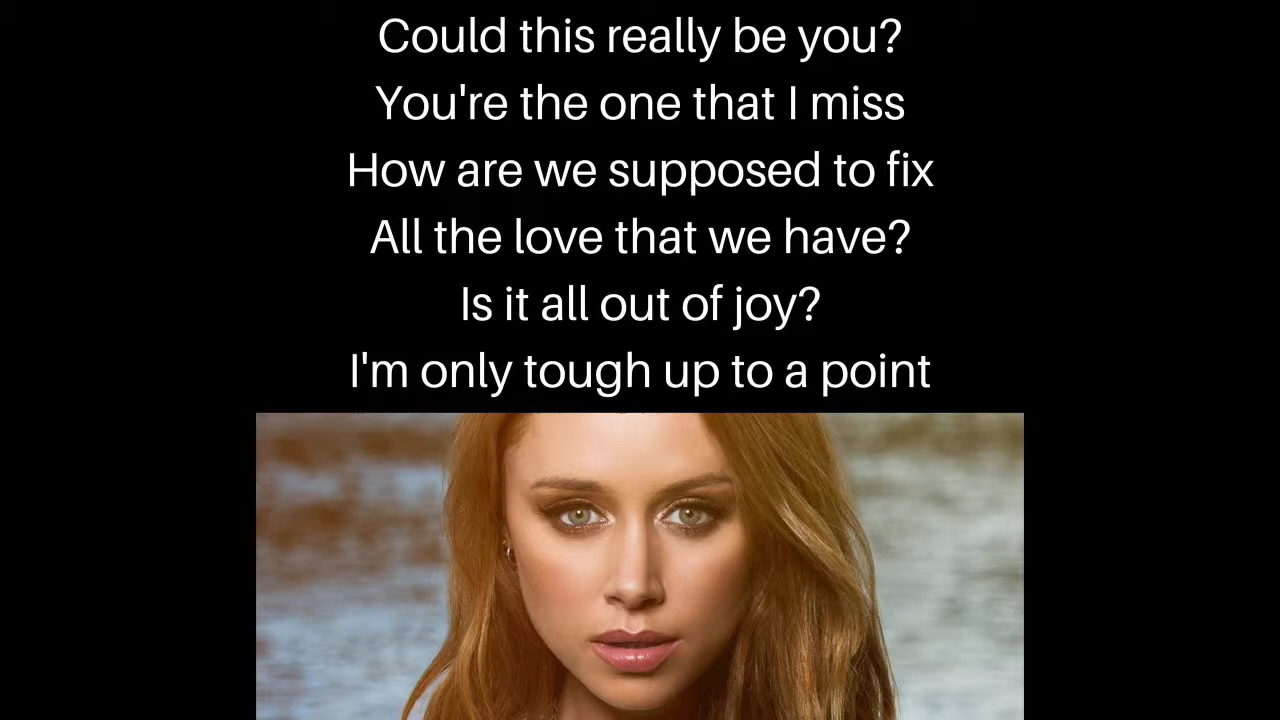 Could this really be you?
You're the one that I miss
How are we supposed to fix
All the love that we have?
Is it all out of joy?
I'm only tough up to a point